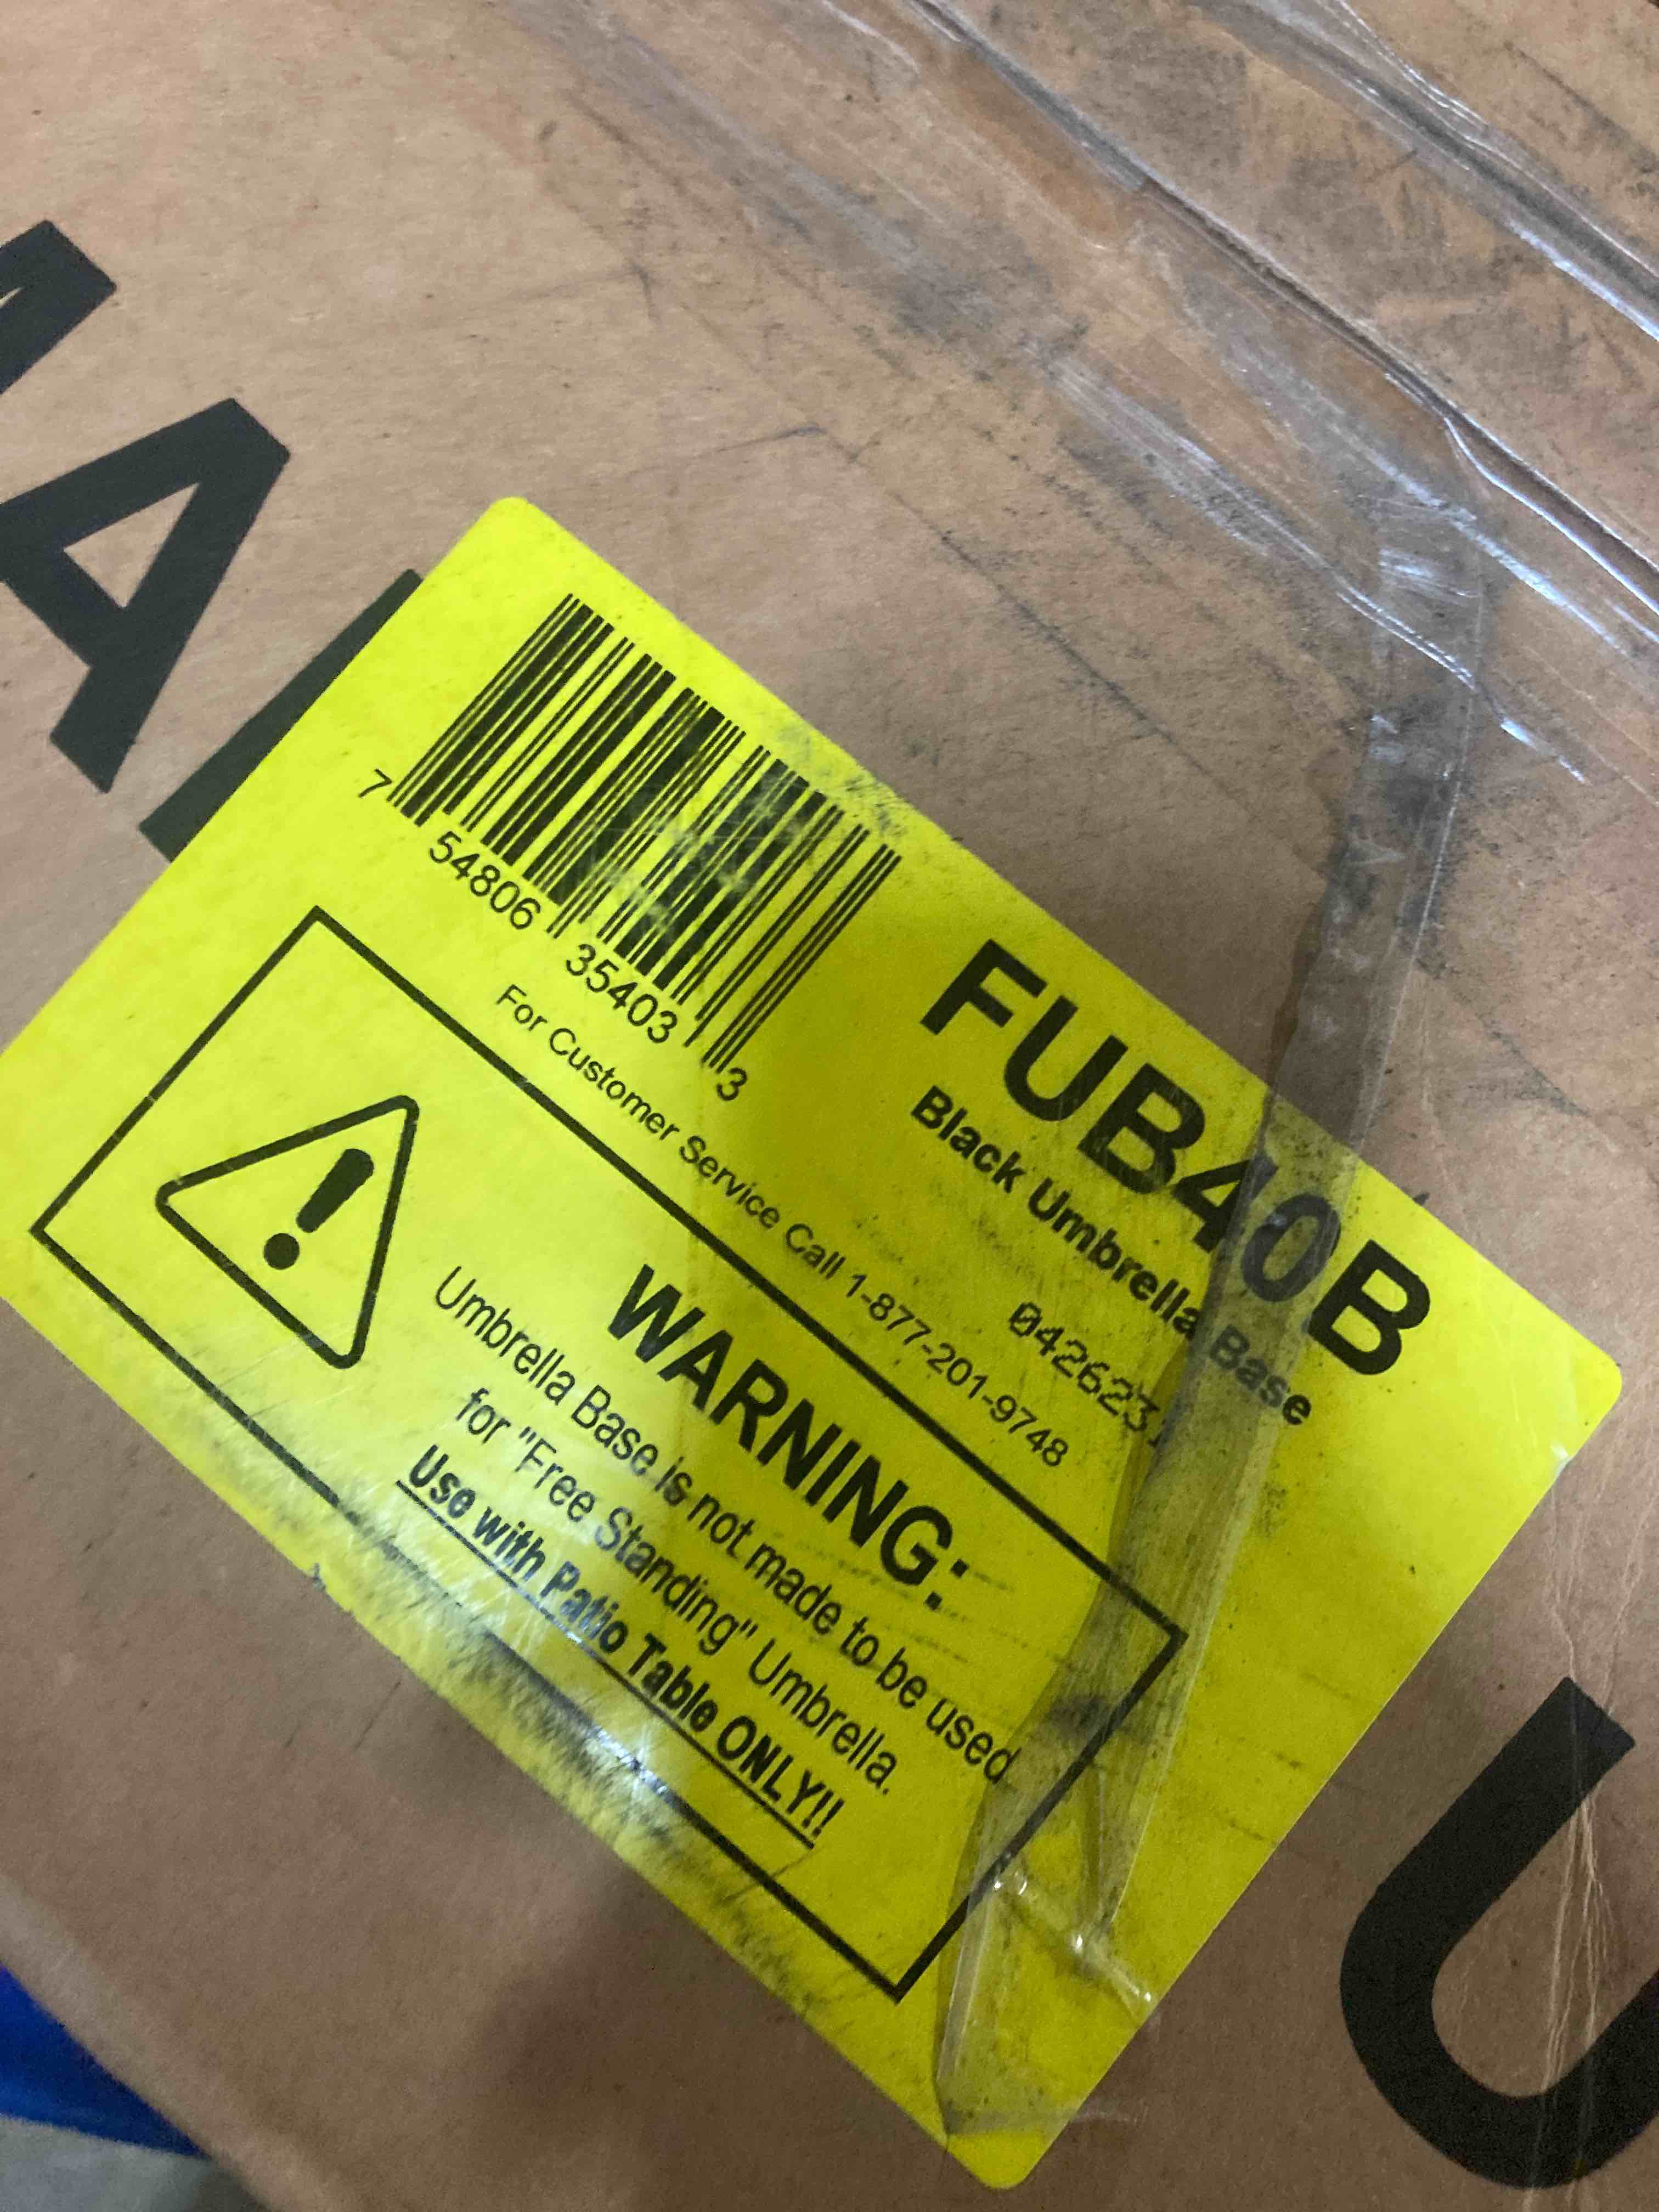 7 54806 35403 3
FUB40B
Black Umbrella Base
042623
For Customer Service Call 1-877-201-9748
WARNING:
Umbrella Base is not made to be used
for "Free Standing" Umbrella.
Use with Patio Table ONLY!!